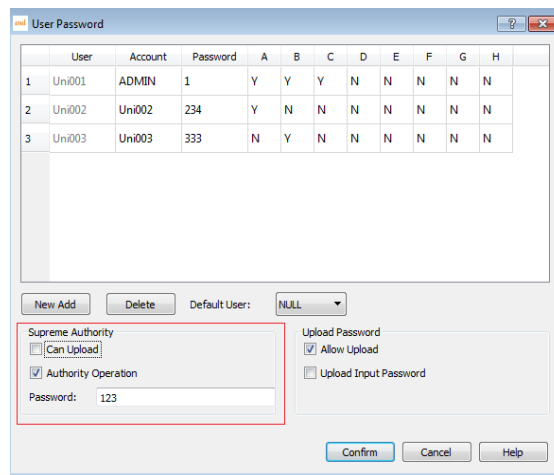 User Password
User Account Password A B C D E F G H
1 Uni001 ADMIN 1 Y Y Y N N N N N
2 Uni002 Uni002 234 Y N N N N N N N
3 Uni003 Uni003 333 N Y N N N N N N
New Add Delete Default User: NULL
Supreme Authority
Can Upload
Authority Operation
Password: 123
Upload Password
Allow Upload
Upload Input Password
Confirm Cancel Help